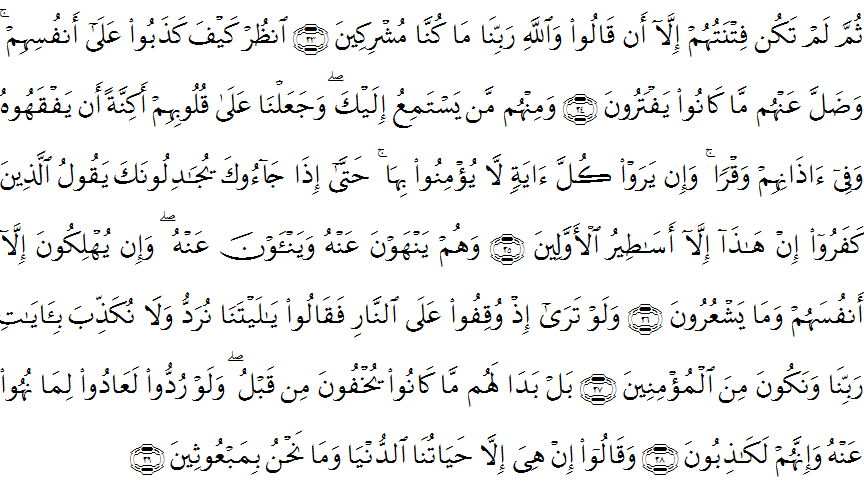 ثُمَّ لَمْ تَكُن فِتْنَتُهُمْ إِلَّآ أَن قَالُوا۟ وَٱللَّهِ رَبِّنَا مَا كُنَّا مُشْرِكِينَ ٢٣ ٱنظُرْ كَيْفَ كَذَبُوا۟ عَلَىٰٓ أَنفُسِهِمْ ۚ
وَضَلَّ عَنْهُم مَّا كَانُوا۟ يَفْتَرُونَ ٢٤ وَمِنْهُم مَّن يَسْتَمِعُ إِلَيْكَ ۖ وَجَعَلْنَا عَلَىٰ قُلُوبِهِمْ أَكِنَّةً أَن يَفْقَهُوهُ
وَفِىٓ ءَاذَانِهِمْ وَقْرًا ۚ وَإِن يَرَوْا۟ كُلَّ ءَايَةٍ لَّا يُؤْمِنُوا۟ بِهَا ۚ حَتَّىٰٓ إِذَا جَآءُوكَ يُجَٰدِلُونَكَ يَقُولُ ٱلَّذِينَ
كَفَرُوٓا۟ إِنْ هَٰذَآ إِلَّآ أَسَٰطِيرُ ٱلْأَوَّلِينَ ٢٥ وَهُمْ يَنْهَوْنَ عَنْهُ وَيَنْـَٔوْنَ عَنْهُ ۖ وَإِن يُهْلِكُونَ إِلَّآ
أَنفُسَهُمْ وَمَا يَشْعُرُونَ ٢٦ وَلَوْ تَرَىٰٓ إِذْ وُقِفُوا۟ عَلَى ٱلنَّارِ فَقَالُوا۟ يَٰلَيْتَنَا نُرَدُّ وَلَا نُكَذِّبَ بِـَٔايَٰتِ
رَبِّنَا وَنَكُونَ مِنَ ٱلْمُؤْمِنِينَ ٢٧ بَلْ بَدَا لَهُم مَّا كَانُوا۟ يُخْفُونَ مِن قَبْلُ ۖ وَلَوْ رُدُّوا۟ لَعَادُوا۟ لِمَا نُهُوا۟
عَنْهُ وَإِنَّهُمْ لَكَٰذِبُونَ ٢٨ وَقَالُوٓا۟ إِنْ هِىَ إِلَّا حَيَاتُنَا ٱلدُّنْيَا وَمَا نَحْنُ بِمَبْعُوثِينَ ٢٩